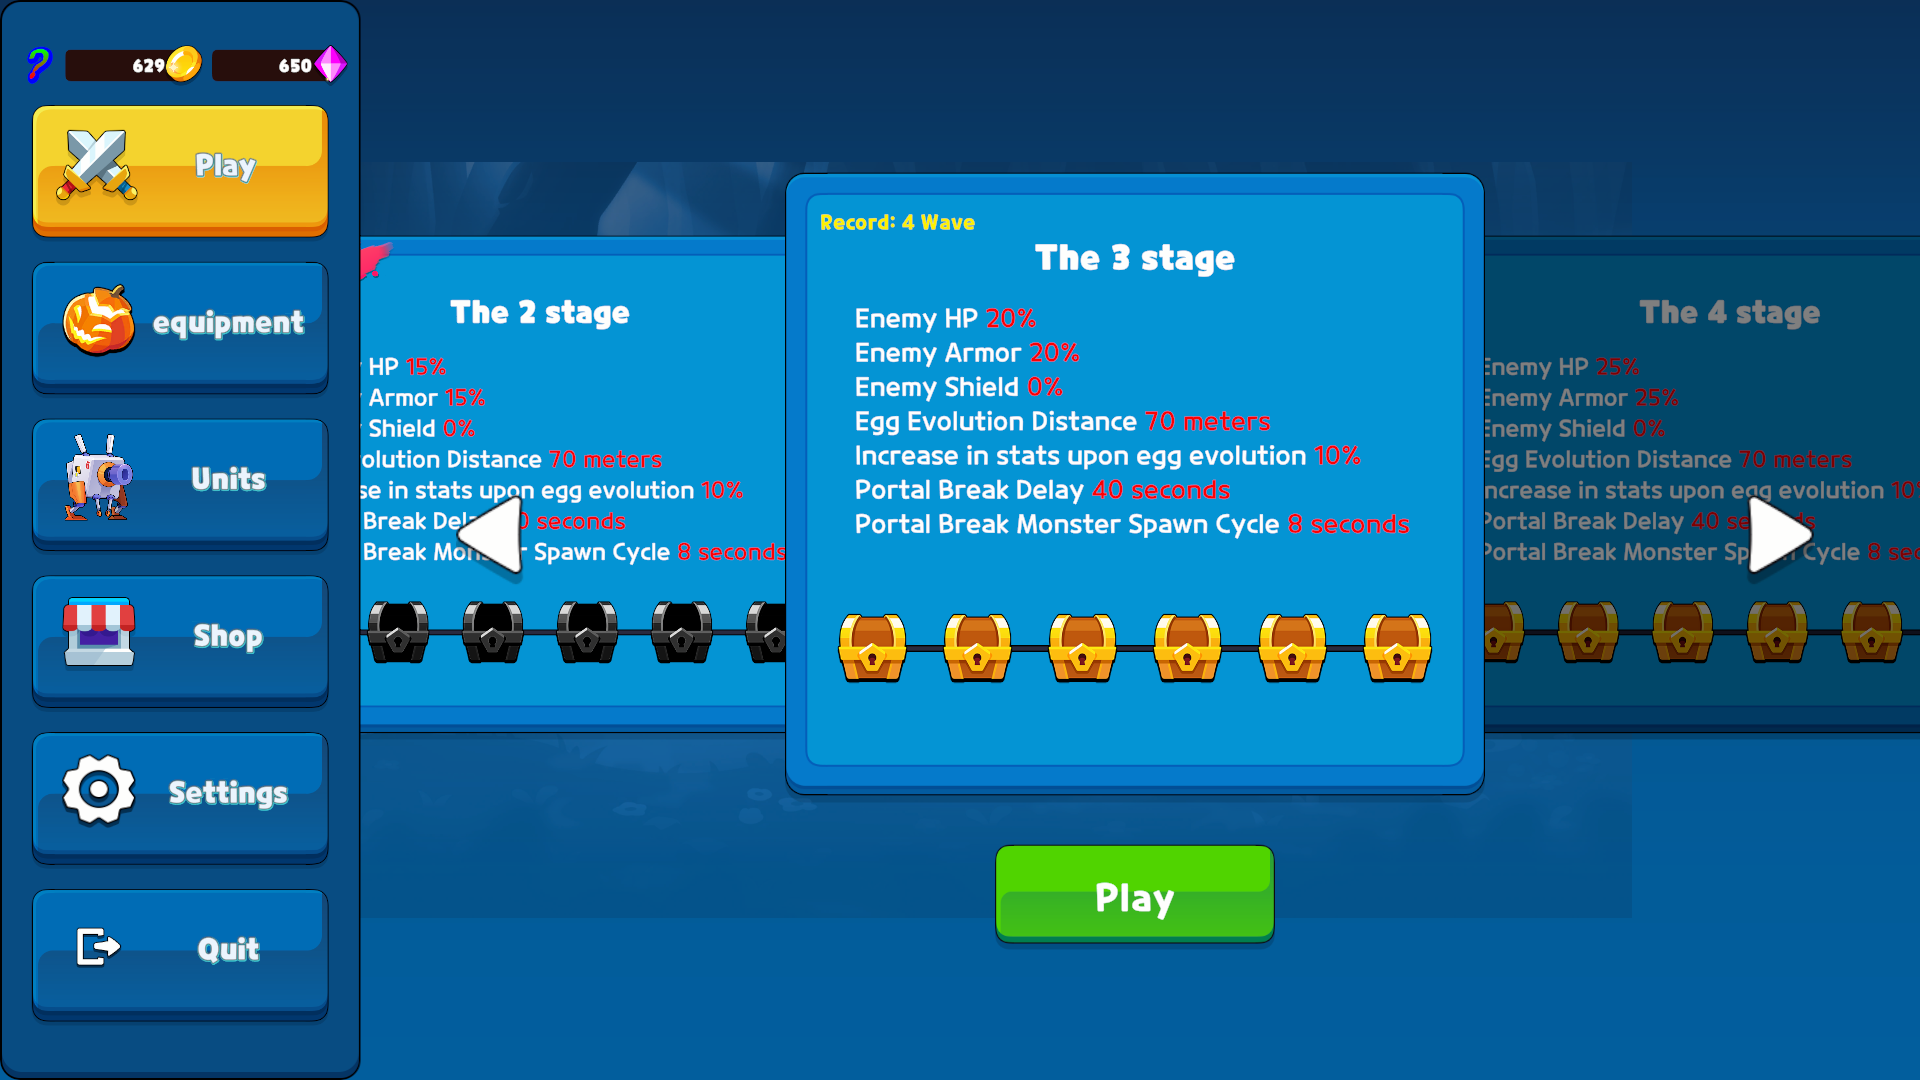 629
650
Play
equipment
Units
Shop
Settings
Quit
The 2 stage
HP 15%
Armor 15%
Shield 0%
olution Distance 70 meters
se in stats upon egg evolution 10%
Break 0 seconds
Break Spawn Cycle 8 seconds
Record: 4 Wave
The 3 stage
Enemy HP 20%
Enemy Armor 20%
Enemy Shield 0%
Egg Evolution Distance 70 meters
Increase in stats upon egg evolution 10%
Portal Break Delay 40 seconds
Portal Break Monster Spawn Cycle 8 seconds
Play
The 4 stage
Enemy HP 25%
Enemy Armor 25%
Enemy Shield 0%
Egg Evolution Distance 70 meters
Increase in stats upon egg evolution 10
Portal Break Delay 40
Portal Break Monster Cycle 8 sec